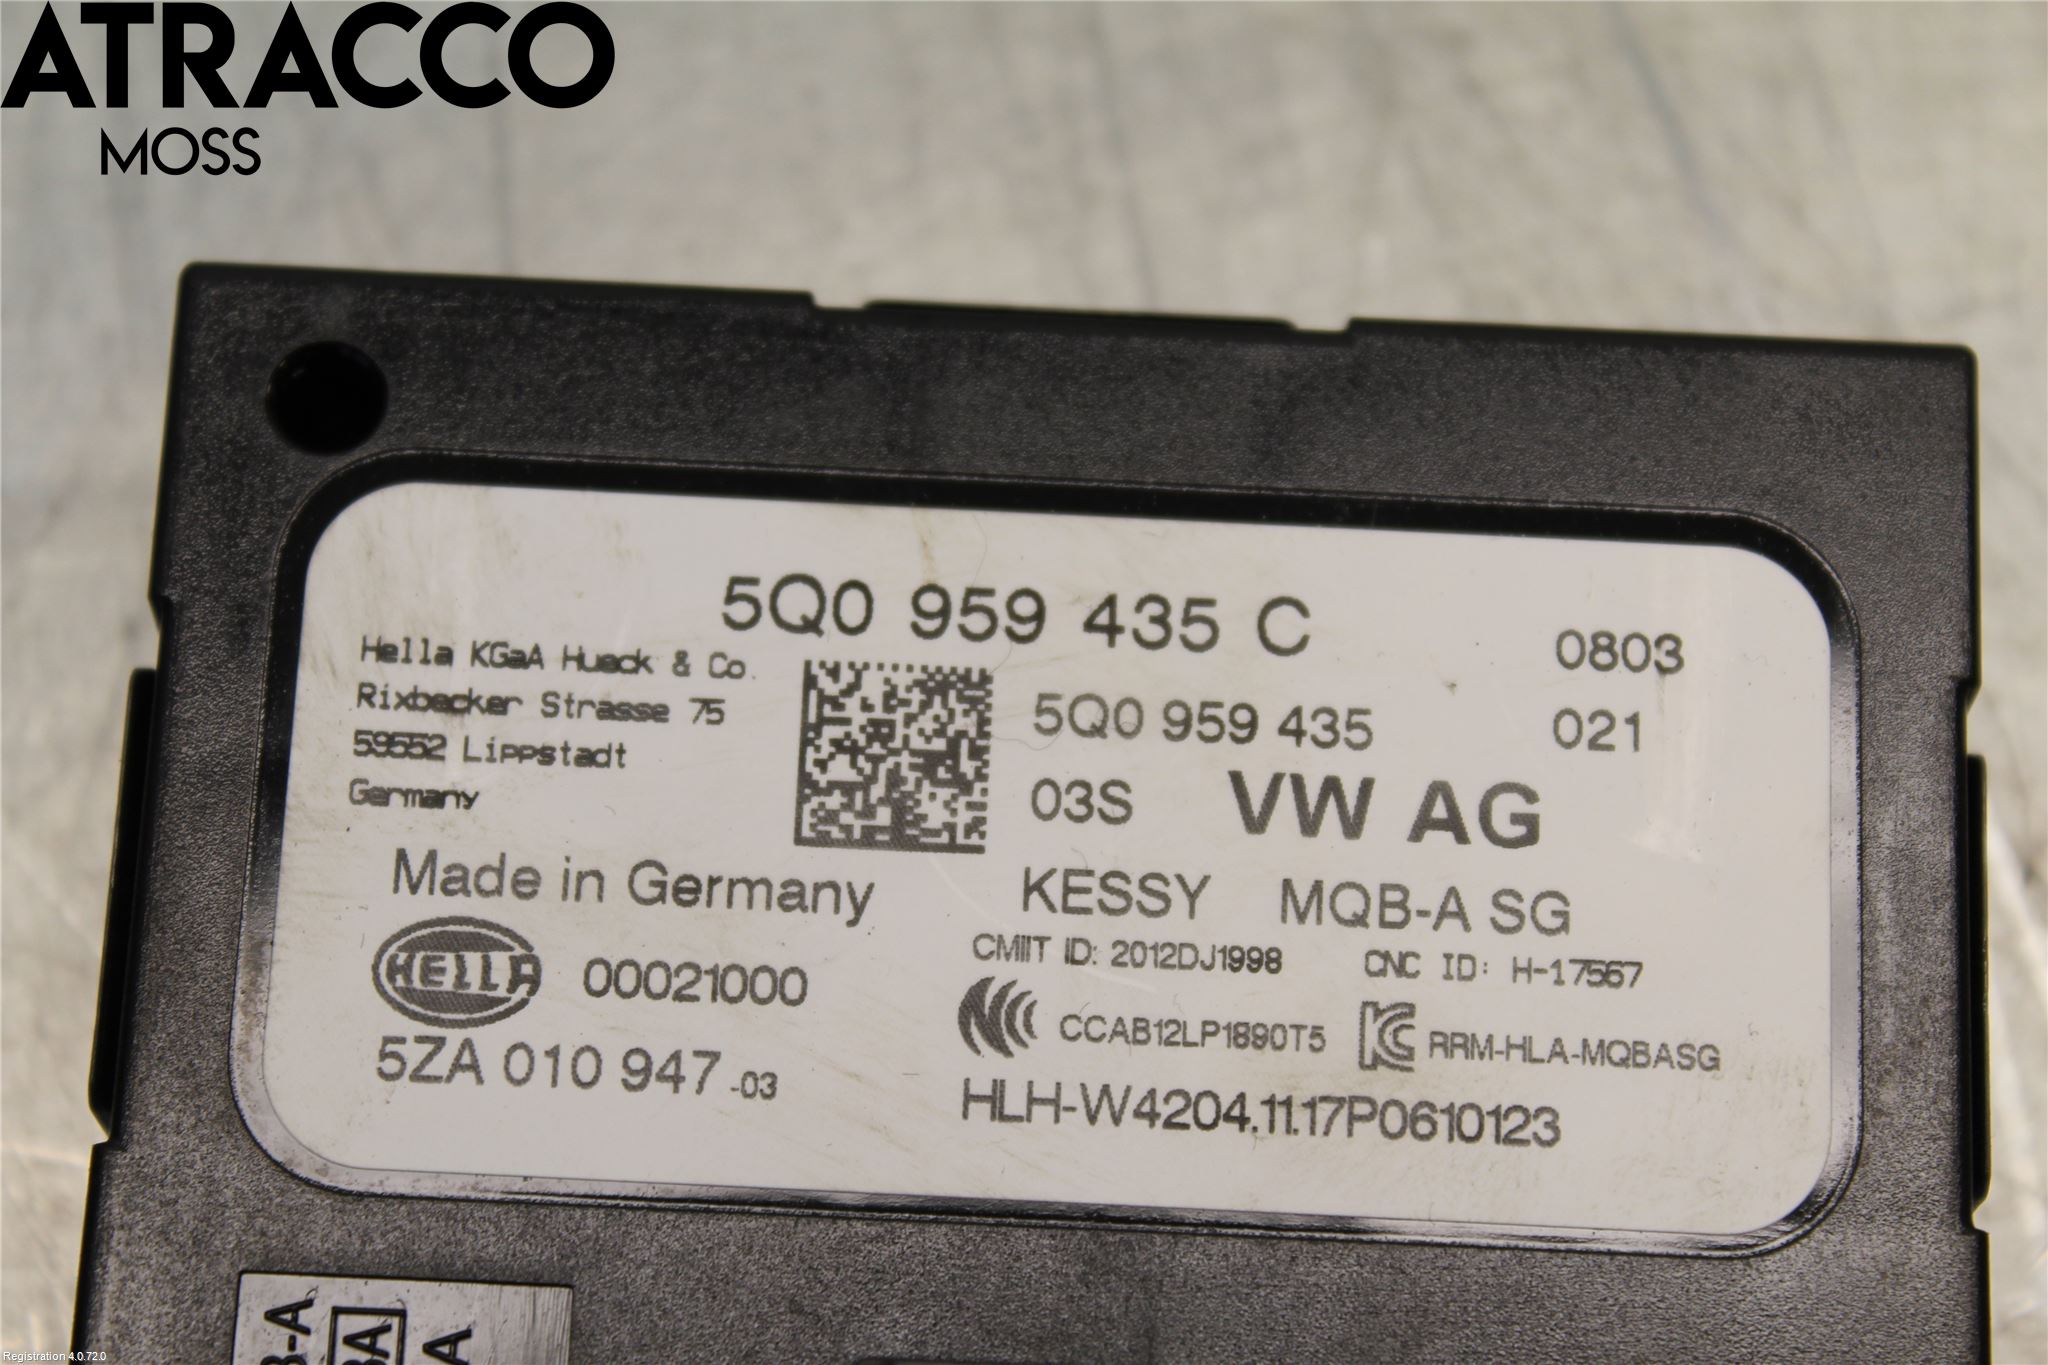 ATRACCO
MOSS
5Q0 959 435 C
0803
Hella KGaA Hueck & Co.
Rixbecker Strasse 75
59552 Lippstadt
Germany
5Q0 959 435
021
03S VW AG
Made in Germany
KESSY MQB-A SG
CMIIT ID: 2012DJ1998 CNC ID: H-17567
HELLA 00021000
CCAB12LP1890T5 KC RRM-HLA-MQBASG
5ZA 010 947 -03
HLH-W4204.11.17P0610123
Registration 4.0.72.0